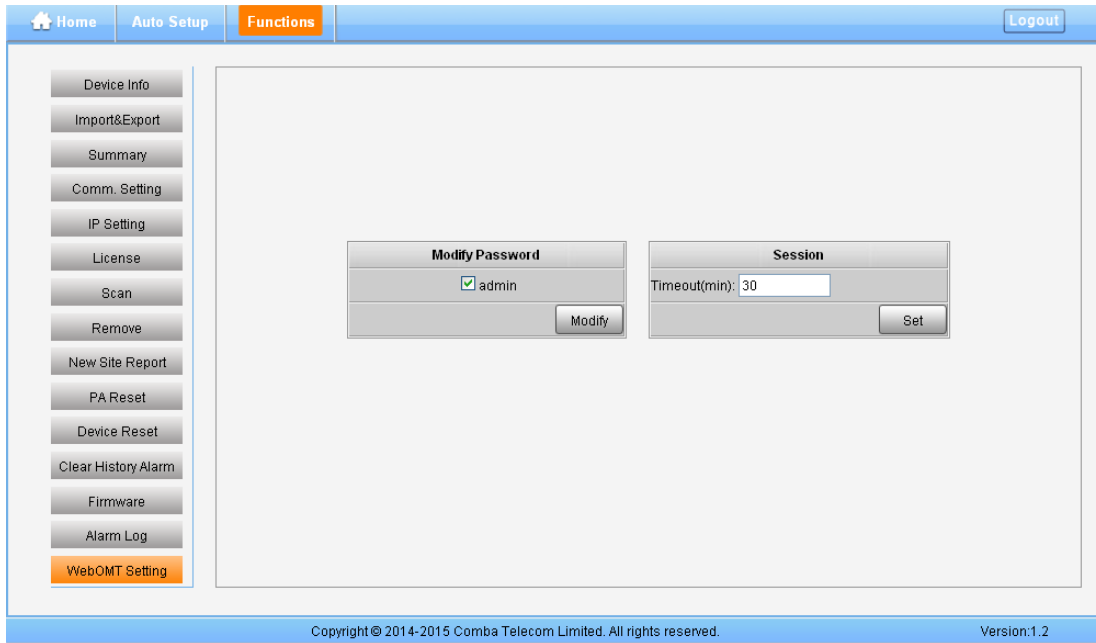 Home
Auto Setup
Functions
Logout
Device Info
Import&Export
Summary
Comm. Setting
IP Setting
License
Scan
Remove
New Site Report
PA Reset
Device Reset
Clear History Alarm
Firmware
Alarm Log
WebOMT Setting
Modify Password
admin
Modify
Session
Timeout(min): 30
Set
Copyright © 2014-2015 Comba Telecom Limited. All rights reserved.
Version:1.2